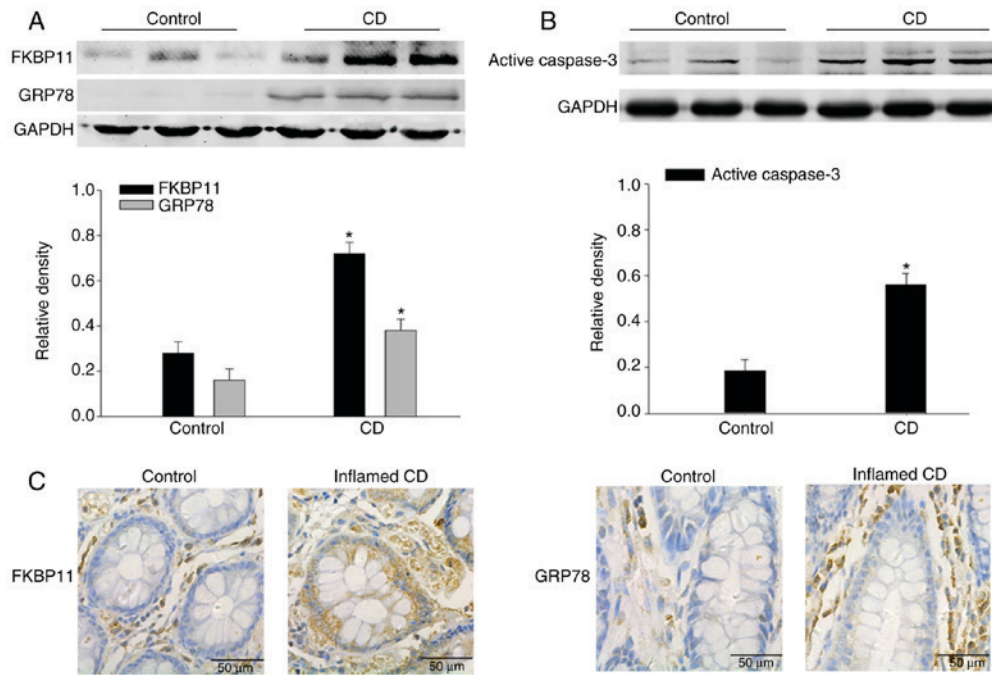 A
Control
CD
FKBP11
GRP78
GAPDH
FKBP11
GRP78
Relative density
1.0
0.8
0.6
0.4
0.2
0.0
*
*
Control
CD
B
Control
CD
Active caspase-3
GAPDH
Active caspase-3
Relative density
1.0
0.8
0.6
0.4
0.2
0.0
*
Control
CD
C
Control
Inflamed CD
FKBP11
50 µm
50 µm
Control
Inflamed CD
GRP78
50 µm
50 µm